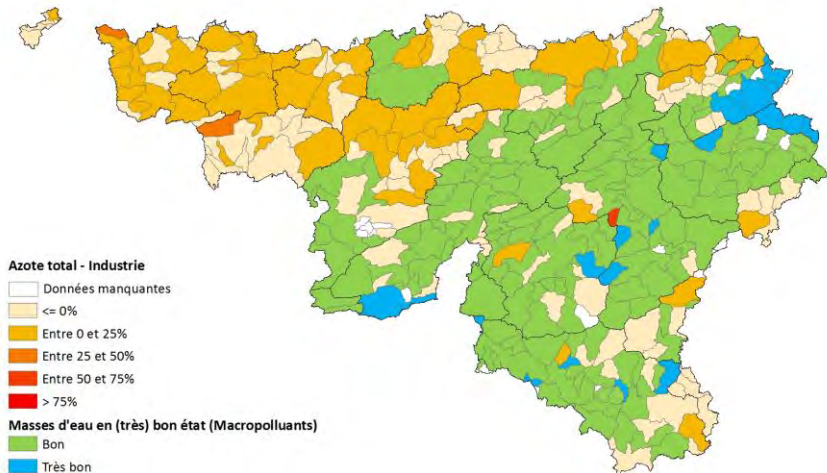 Azote total - Industrie
Données manquantes
<= 0%
Entre 0 et 25%
Entre 25 et 50%
Entre 50 et 75%
> 75%
Masses d'eau en (très) bon état (Macropolluants)
Bon
Très bon